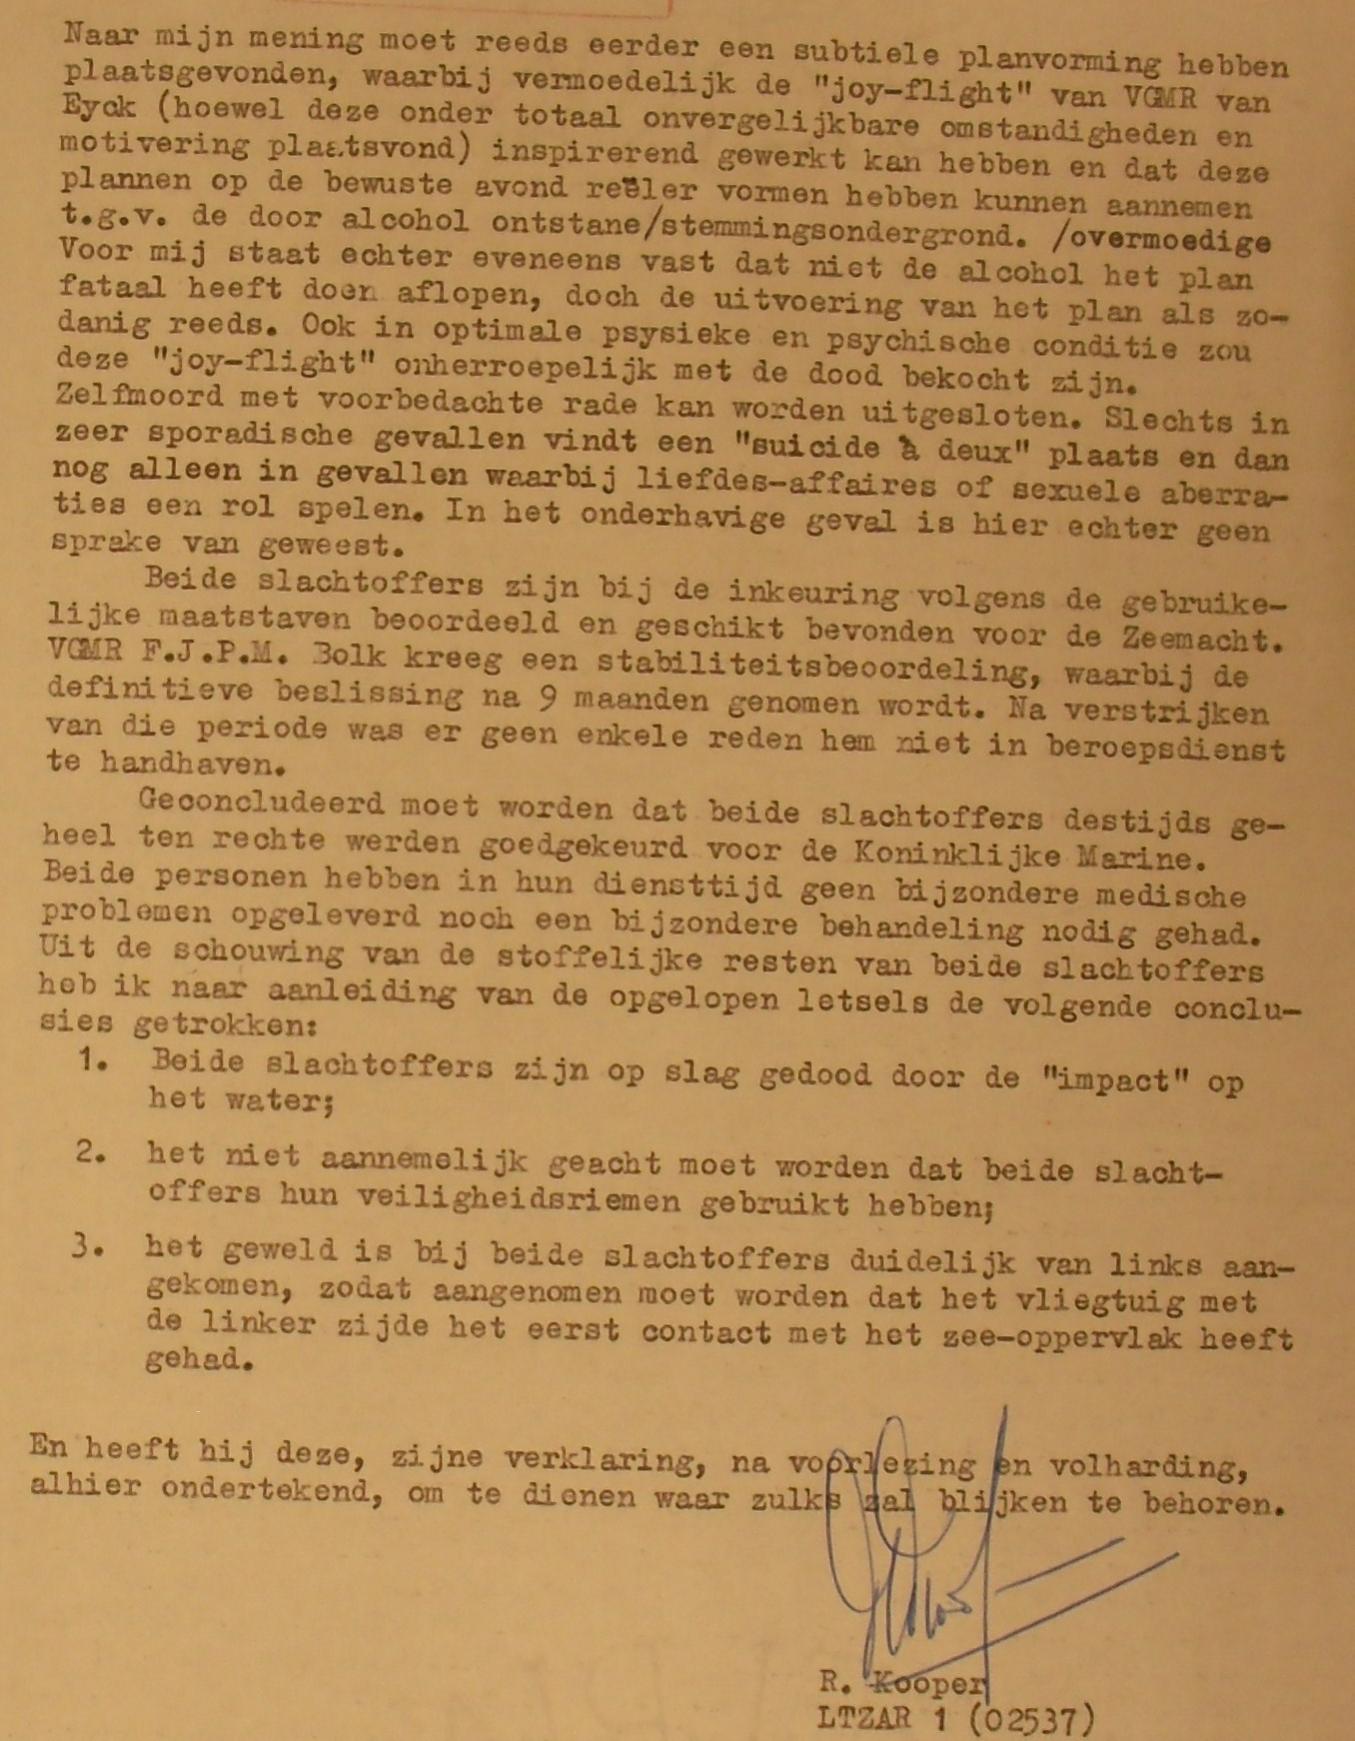 Naar mijn mening moet reeds eerder een subtiele planvorming hebben
plaatsgevonden, waarbij vermoedelijk de "joy-flight" van VGMR van
Eyck (hoewel deze onder totaal onvergelijkbare omstandigheden en
motivering plaatsvond) inspirerend gewerkt kan hebben en dat deze
plannen op de bewuste avond reëler vormen hebben kunnen aannemen
t.g.v. de door alcohol ontstane/stemmingsondergrond. /overmoedige
Voor mij staat echter eveneens vast dat niet de alcohol het plan
fataal heeft doen aflopen, doch de uitvoering van het plan als zo-
danig reeds. Ook in optimale psysieke en psychische conditie zou
deze "joy-flight" onherroepelijk met de dood bekocht zijn.
Zelfmoord met voorbedachte rade kan worden uitgesloten. Slechts in
zeer sporadische gevallen vindt een "suicide à deux" plaats en dan
nog alleen in gevallen waarbij liefdes-affaires of sexuele aberra-
ties een rol spelen. In het onderhavige geval is hier echter geen
sprake van geweest.
Beide slachtoffers zijn bij de inkeuring volgens de gebruike-
lijke maatstaven beoordeeld en geschikt bevonden voor de Zeemacht.
VGMR F.J.P.M. Bolk kreeg een stabiliteitsbeoordeling, waarbij de
definitieve beslissing na 9 maanden genomen wordt. Na verstrijken
van die periode was er geen enkele reden hem niet in beroepsdienst
te handhaven.
Geconcludeerd moet worden dat beide slachtoffers destijds ge-
heel ten rechte werden goedgekeurd voor de Koninklijke Marine.
Beide personen hebben in hun diensttijd geen bijzondere medische
problemen opgeleverd noch een bijzondere behandeling nodig gehad.
Uit de schouwing van de stoffelijke resten van beide slachtoffers
heb ik naar aanleiding van de opgelopen letsels de volgende conclu-
sies getrokken:
1. Beide slachtoffers zijn op slag gedood door de "impact" op
het water;
2. het niet aannemelijk geacht moet worden dat beide slacht-
offers hun veiligheidsriemen gebruikt hebben;
3. het geweld is bij beide slachtoffers duidelijk van links aan-
gekomen, zodat aangenomen moet worden dat het vliegtuig met
de linker zijde het eerst contact met het zee-oppervlak heeft
gehad.
En heeft hij deze, zijne verklaring, na voorlezing en volharding,
alhier ondertekend, om te dienen waar zulks zal blijken te behoren.
R. Kooper
LTZAR 1 (02537)